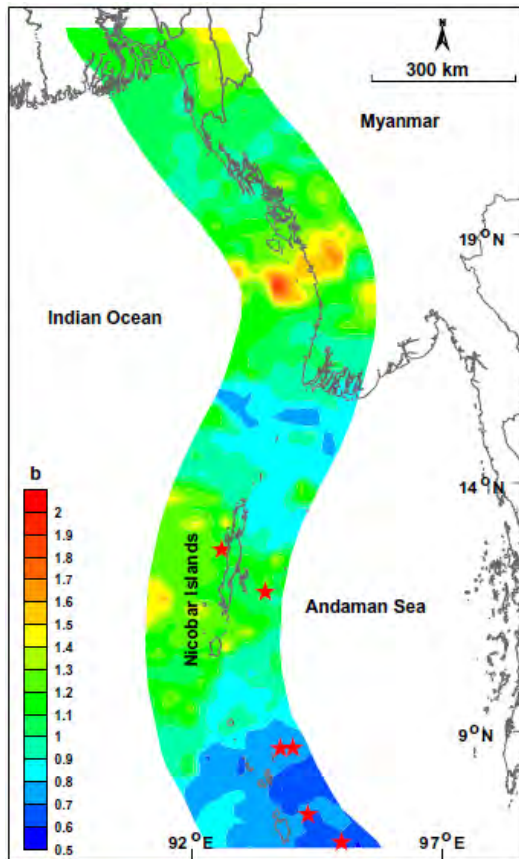 N
300 km
Myanmar
19°N
Indian Ocean
14°N
b
2
1.9
1.8
1.7
1.6
1.5
1.4
1.3
1.2
1.1
1
0.9
0.8
0.7
0.6
0.5
Nicobar Islands
Andaman Sea
9°N
92°E
97°E